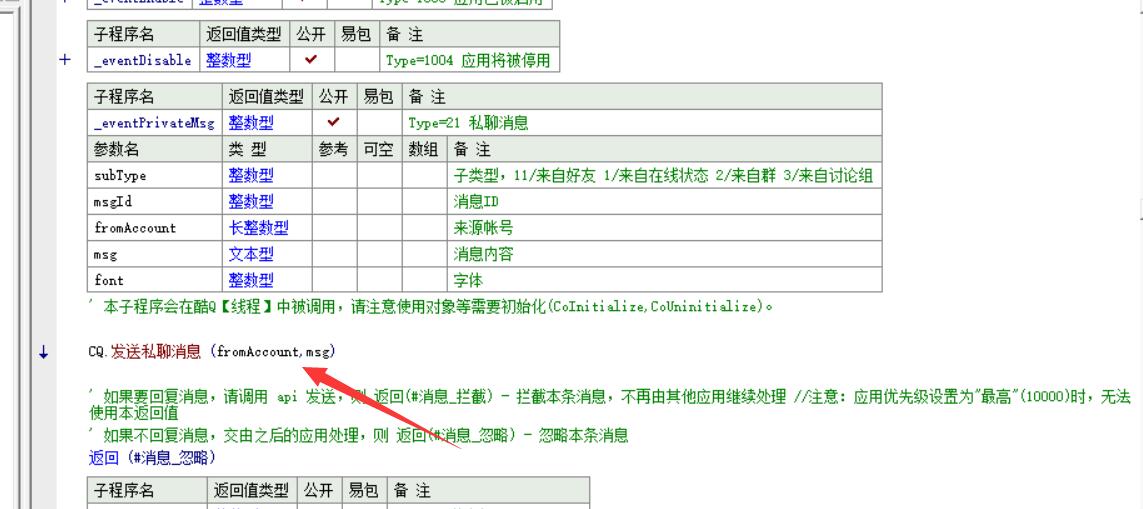 子程序名 返回值类型 公开 易包 备 注
+ _eventDisable 整数型 ✓ Type=1004 应用将被停用
子程序名 返回值类型 公开 易包 备 注
_eventPrivateMsg 整数型 ✓ Type=21 私聊消息
参数名 类 型 参考 可空 数组 备 注
subType 整数型 子类型，11/来自好友 1/来自在线状态 2/来自群 3/来自讨论组
msgId 整数型 消息ID
fromAccount 长整数型 来源帐号
msg 文本型 消息内容
font 整数型 字体
' 本子程序会在酷Q【线程】中被调用，请注意使用对象等需要初始化(CoInitialize,CoUninitialize)。
CQ.发送私聊消息 (fromAccount,msg)
' 如果要回复消息，请调用 api 发送，则 返回(#消息_拦截) - 拦截本条消息，不再由其他应用继续处理 //注意：应用优先级设置为"最高"(10000)时，无法
使用本返回值
' 如果不回复消息，交由之后的应用处理，则 返回(#消息_忽略) - 忽略本条消息
返回 (#消息_忽略)
子程序名 返回值类型 公开 易包 备 注